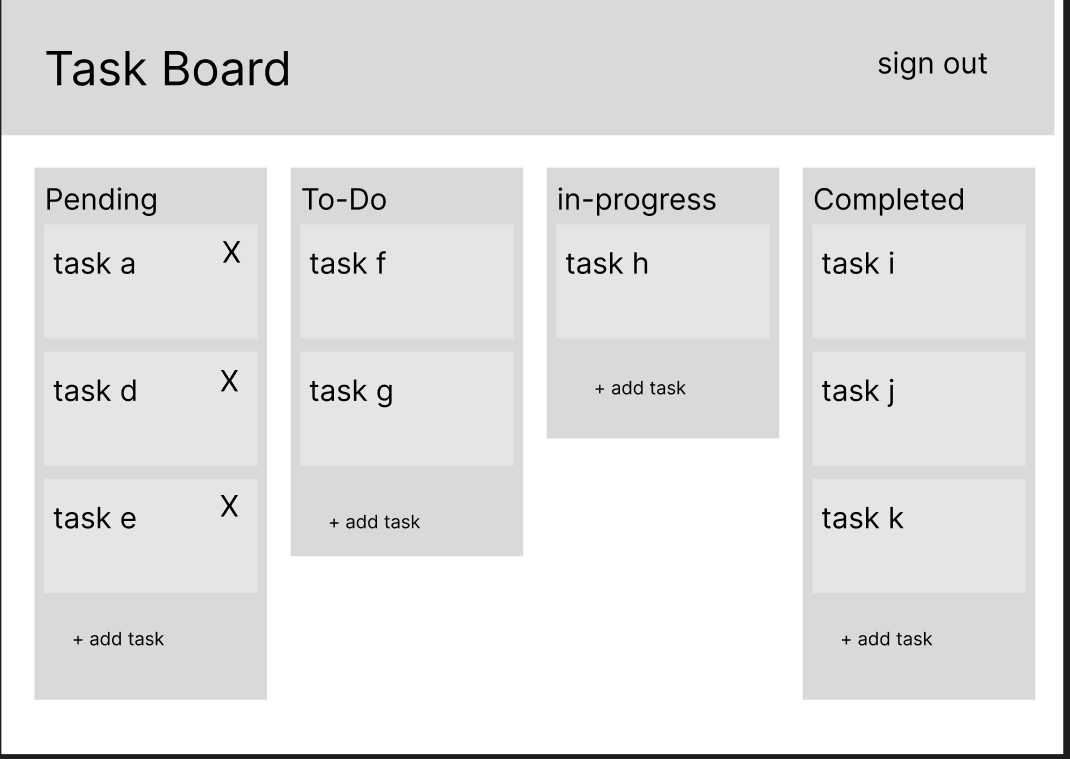 Task Board
sign out
Pending
task a
X
task d
X
task e
X
+ add task
To-Do
task f
task g
+ add task
in-progress
task h
+ add task
Completed
task i
task j
task k
+ add task